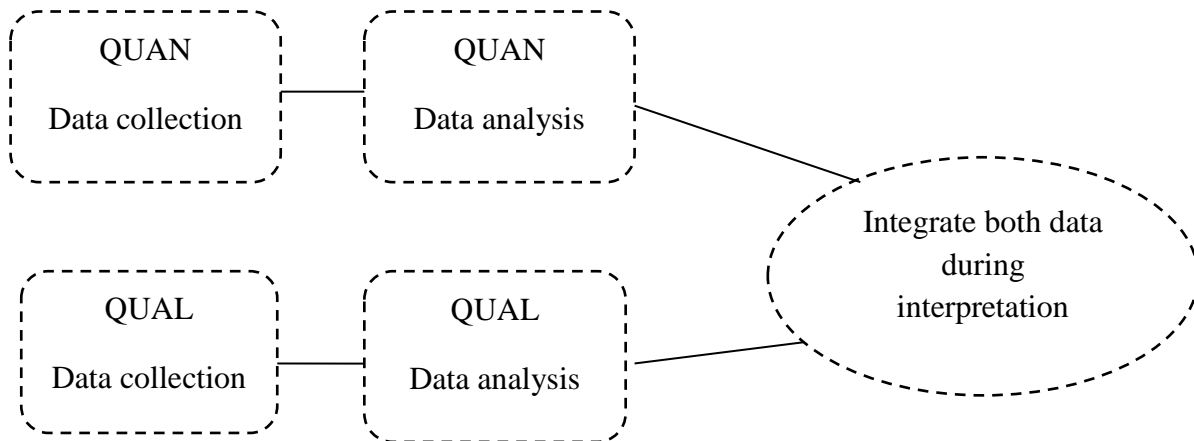 QUAN
Data collection
QUAN
Data analysis
Integrate both data
during
interpretation
QUAL
Data collection
QUAL
Data analysis